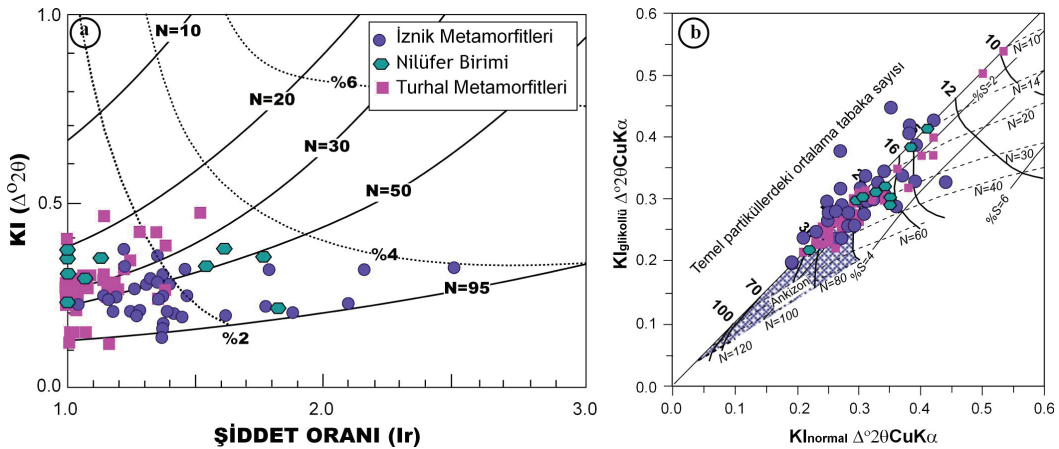 a
1.0
0.5
0.0
KI (Δ°2θ)
N=10
N=20
N=30
N=50
N=95
%6
%4
%2
İznik Metamorfitleri
Nilüfer Birimi
Turhal Metamorfitleri
1.0
2.0
3.0
ŞİDDET ORANI (Ir)
b
0.6
0.5
0.4
0.3
0.2
0.1
0.0
KIglikollü Δ°2θCuKα
Temel partiküllerdeki ortalama tabaka sayısı
10
12
16
70
100
N=10
N=14
N=20
N=30
N=40
N=60
N=80
N=100
N=120
%S=2
%S=6
%S=4
Ankizon
0.0
0.1
0.2
0.3
0.4
0.5
0.6
KInormal Δ°2θCuKα